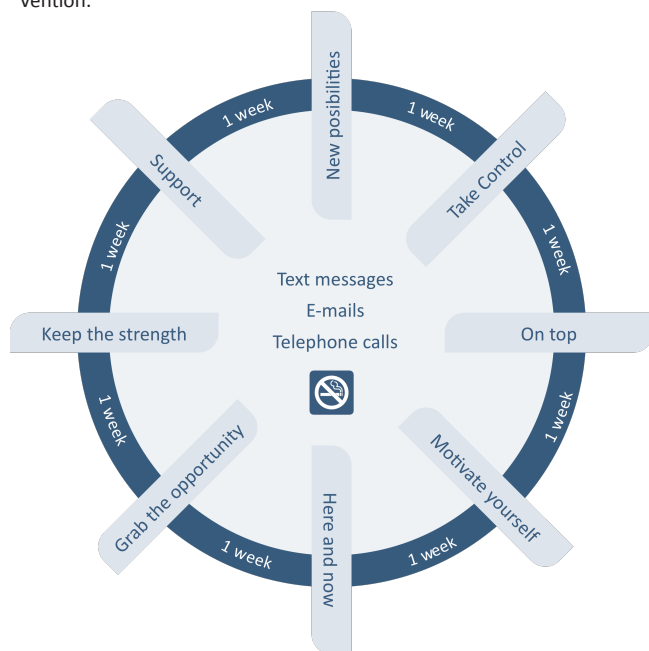 vention.
New posibilities
1 week
Take Control
1 week
On top
1 week
Motivate yourself
1 week
Here and now
1 week
Grab the opportunity
1 week
Keep the strength
1 week
Support
1 week
Text messages
E-mails
Telephone calls